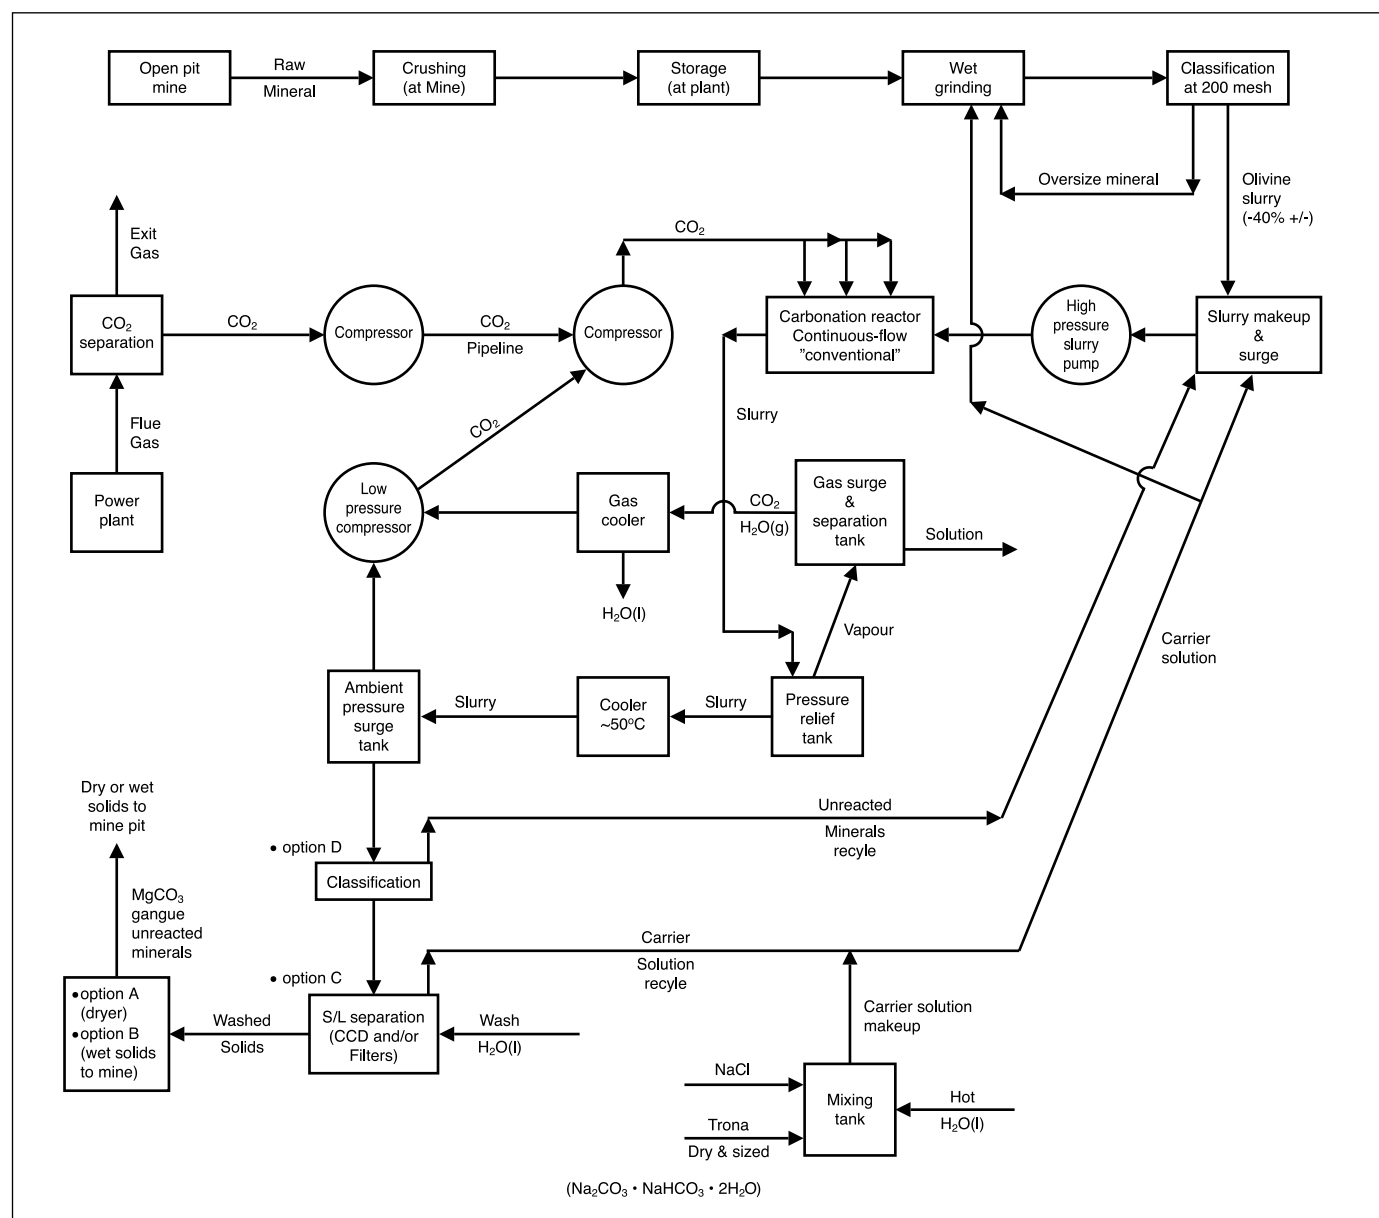 Open pit
mine
Raw
Mineral
Crushing
(at Mine)
Storage
(at plant)
Wet
grinding
Classification
at 200 mesh
Oversize mineral
Olivine
slurry
(-40% +/-)
Exit
Gas
CO₂
separation
CO₂
Compressor
CO₂
Pipeline
Compressor
CO₂
Carbonation reactor
Continuous-flow
"conventional"
High
pressure
slurry
pump
Slurry makeup
&
surge
Flue
Gas
Power
plant
CO₂
Slurry
Low
pressure
compressor
Gas
cooler
H₂O(l)
CO₂
H₂O(g)
Gas surge
&
separation
tank
Solution
Vapour
Carrier
solution
Ambient
pressure
surge
tank
Slurry
Cooler
~50ºC
Slurry
Pressure
relief
tank
Dry or wet
solids to
mine pit
• option D
Classification
Unreacted
Minerals
recyle
MgCO₃
gangue
unreacted
minerals
• option C
Carrier
Solution
recyle
•option A
(dryer)
•option B
(wet solids
to mine)
Washed
Solids
S/L separation
(CCD and/or
Filters)
Wash
H₂O(l)
Carrier solution
makeup
NaCl
Trona
Dry & sized
Mixing
tank
Hot
H₂O(l)
(Na₂CO₃ • NaHCO₃ • 2H₂O)